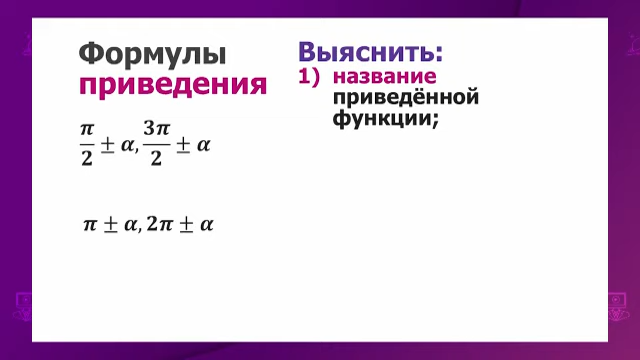 Формулы
приведения
π/2 ± α, 3π/2 ± α
π ± α, 2π ± α
Выяснить:
1) название
приведённой
функции;